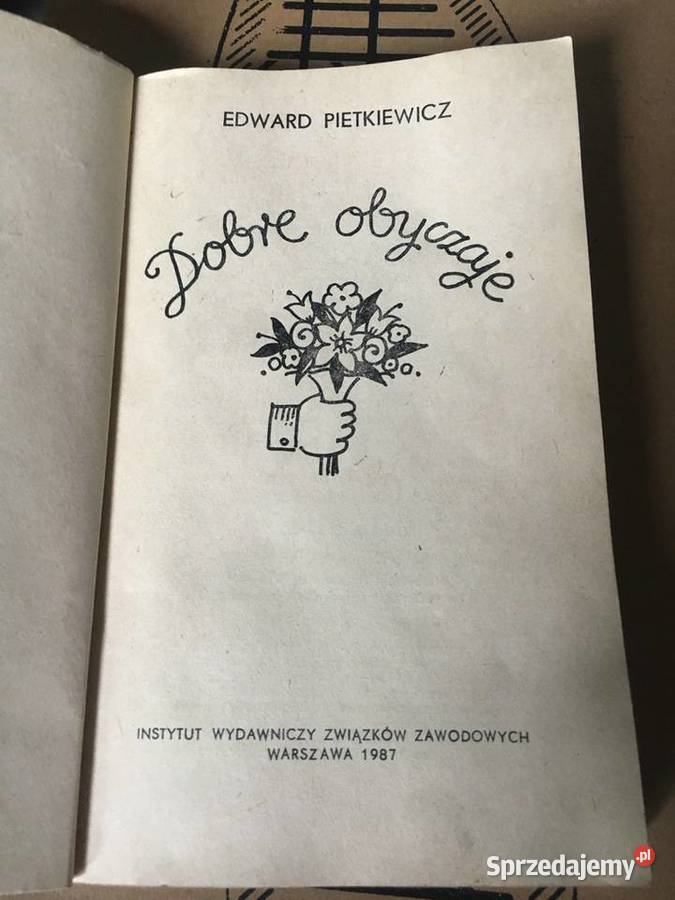 EDWARD PIETKIEWICZ
Dobre obyczaje
INSTYTUT WYDAWNICZY ZWIĄZKÓW ZAWODOWYCH
WARSZAWA 1987
Sprzedajemy.pl